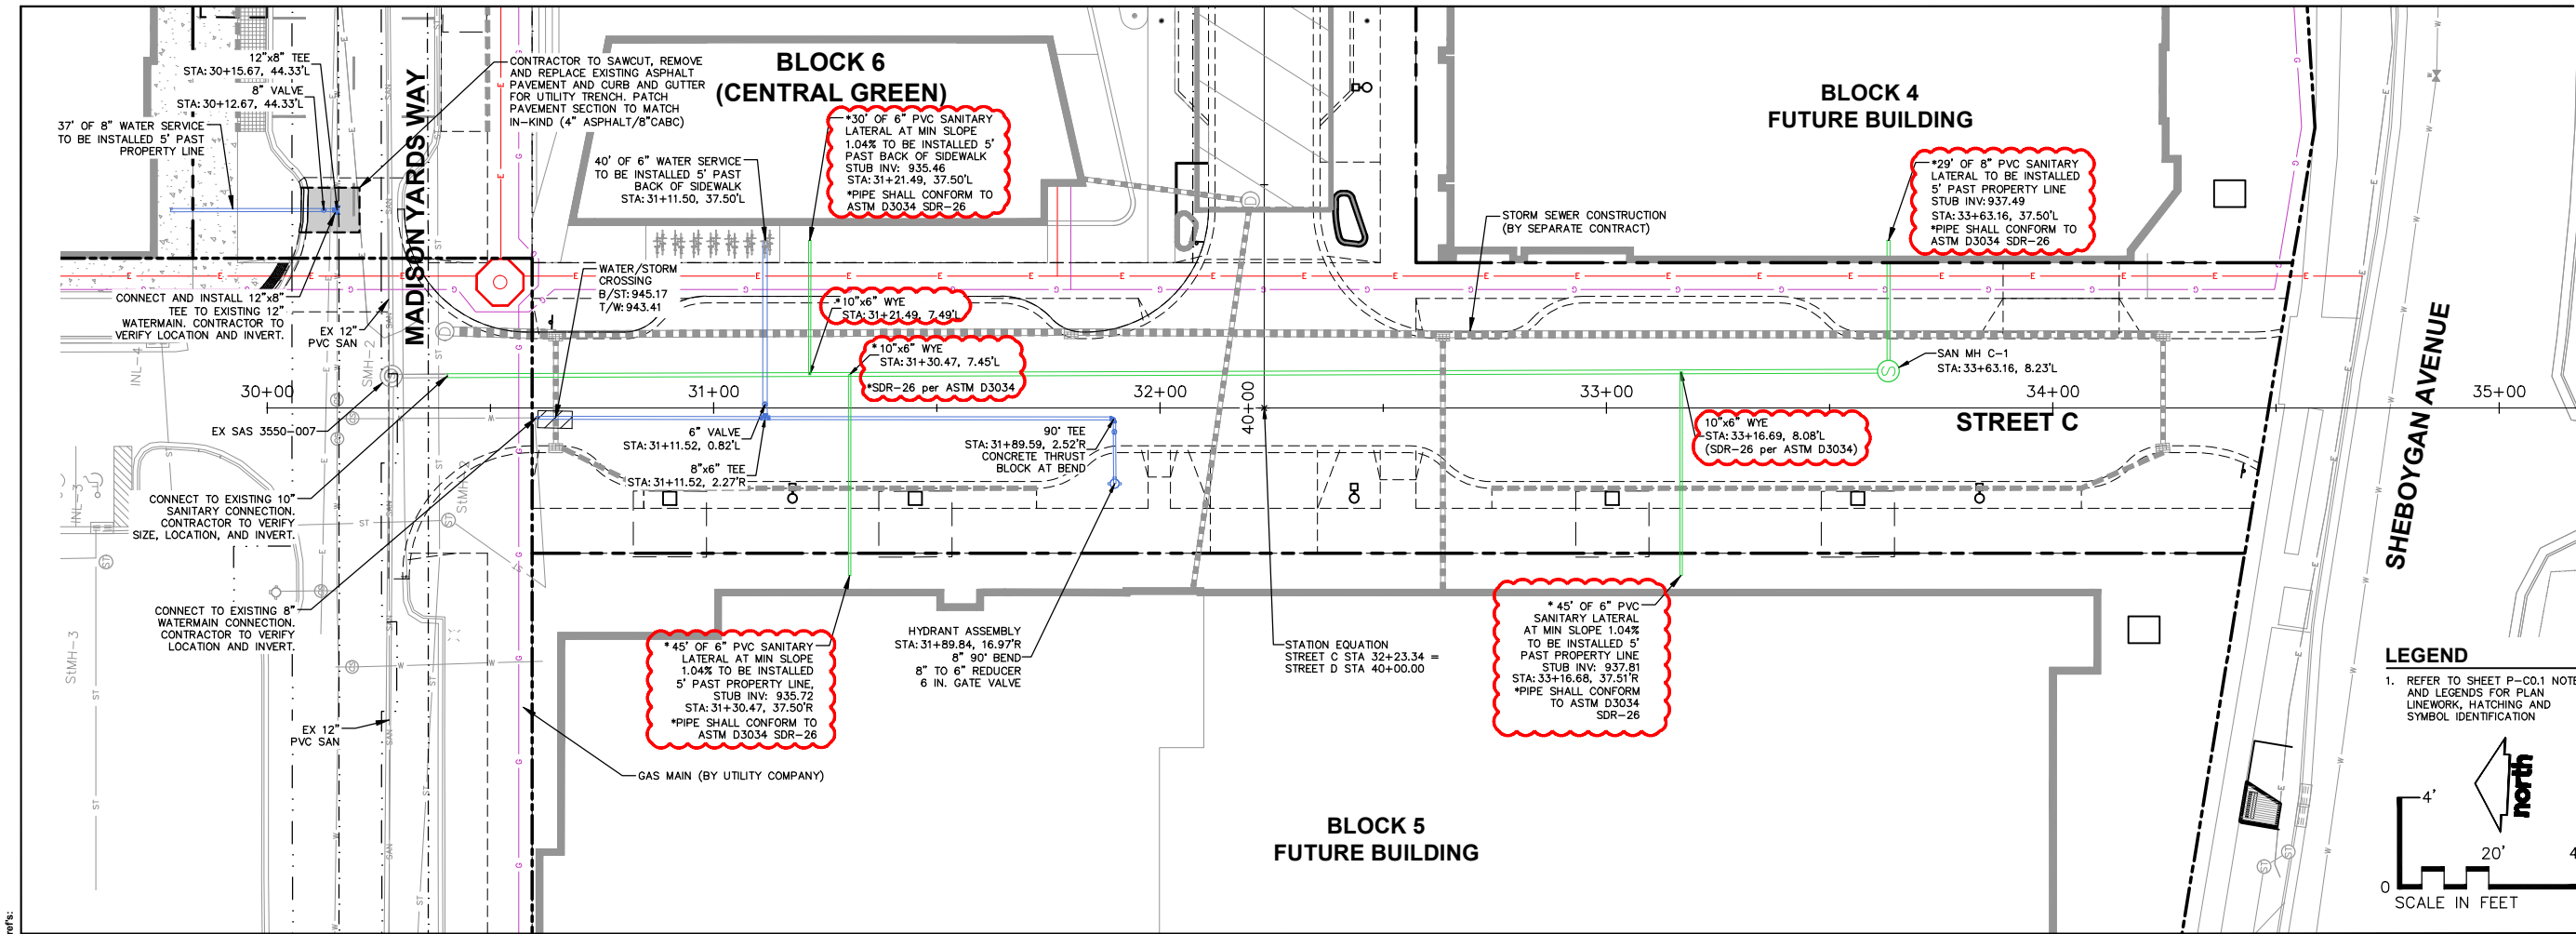 12"x8" TEE
STA: 30+15.67, 44.33'L
8" VALVE
STA: 30+12.67, 44.33'L
37' OF 8" WATER SERVICE
TO BE INSTALLED 5' PAST
PROPERTY LINE
MADISON YARDS WAY
CONTRACTOR TO SAWCUT, REMOVE
AND REPLACE EXISTING ASPHALT
PAVEMENT AND CURB AND GUTTER
FOR UTILITY TRENCH. PATCH
PAVEMENT SECTION TO MATCH
IN-KIND (4" ASPHALT/8"CABC)
BLOCK 6
(CENTRAL GREEN)
*30' OF 6" PVC SANITARY
LATERAL AT MIN SLOPE
1.04% TO BE INSTALLED 5'
PAST BACK OF SIDEWALK
STUB INV: 935.46
STA: 31+21.49, 37.50'L
*PIPE SHALL CONFORM TO
ASTM D3034 SDR-26
40' OF 6" WATER SERVICE
TO BE INSTALLED 5' PAST
BACK OF SIDEWALK
STA: 31+11.50, 37.50'L
BLOCK 4
FUTURE BUILDING
*29' OF 8" PVC SANITARY
LATERAL TO BE INSTALLED
5' PAST PROPERTY LINE
STUB INV: 937.49
STA: 33+63.16, 37.50'L
*PIPE SHALL CONFORM TO
ASTM D3034 SDR-26
STORM SEWER CONSTRUCTION
(BY SEPARATE CONTRACT)
WATER/STORM
CROSSING
B/ST: 945.17
T/W: 943.41
CONNECT AND INSTALL 12"x8"
TEE TO EXISTING 12"
WATERMAIN. CONTRACTOR TO
VERIFY LOCATION AND INVERT.
EX 12"
PVC SAN
*10"x6" WYE
STA: 31+21.49, 7.49'L
*10"x6" WYE
STA: 31+30.47, 7.45'L
*SDR-26 per ASTM D3034
SAN MH C-1
STA: 33+63.16, 8.23'L
INL-4
SMH-2
30+00
31+00
32+00
33+00
34+00
35+00
40+00
STREET C
SHEBOYGAN AVENUE
EX SAS 3550-007
6" VALVE
STA: 31+11.52, 0.82'L
8"x6" TEE
STA: 31+11.52, 2.27'R
90° TEE
STA: 31+89.59, 2.52'R
CONCRETE THRUST
BLOCK AT BEND
10"x6" WYE
STA: 33+16.69, 8.08'L
(SDR-26 per ASTM D3034)
INL-3
StMH-2
CONNECT TO EXISTING 10"
SANITARY CONNECTION.
CONTRACTOR TO VERIFY
SIZE, LOCATION, AND INVERT.
CONNECT TO EXISTING 8"
WATERMAIN CONNECTION.
CONTRACTOR TO VERIFY
LOCATION AND INVERT.
StMH-3
EX 12"
PVC SAN
*45' OF 6" PVC SANITARY
LATERAL AT MIN SLOPE
1.04% TO BE INSTALLED
5' PAST PROPERTY LINE,
STUB INV: 935.72
STA: 31+30.47, 37.50'R
*PIPE SHALL CONFORM TO
ASTM D3034 SDR-26
GAS MAIN (BY UTILITY COMPANY)
HYDRANT ASSEMBLY
STA: 31+89.84, 16.97'R
8" 90° BEND
8" TO 6" REDUCER
6 IN. GATE VALVE
STATION EQUATION
STREET C STA 32+23.34 =
STREET D STA 40+00.00
*45' OF 6" PVC
SANITARY LATERAL
AT MIN SLOPE 1.04%
TO BE INSTALLED 5'
PAST PROPERTY LINE
STUB INV: 937.81
STA: 33+16.68, 37.51'R
*PIPE SHALL CONFORM
TO ASTM D3034
SDR-26
BLOCK 5
FUTURE BUILDING
LEGEND
1. REFER TO SHEET P-C0.1 NOTE
AND LEGENDS FOR PLAN
LINEWORK, HATCHING AND
SYMBOL IDENTIFICATION
north
4'
20'
4
0
SCALE IN FEET